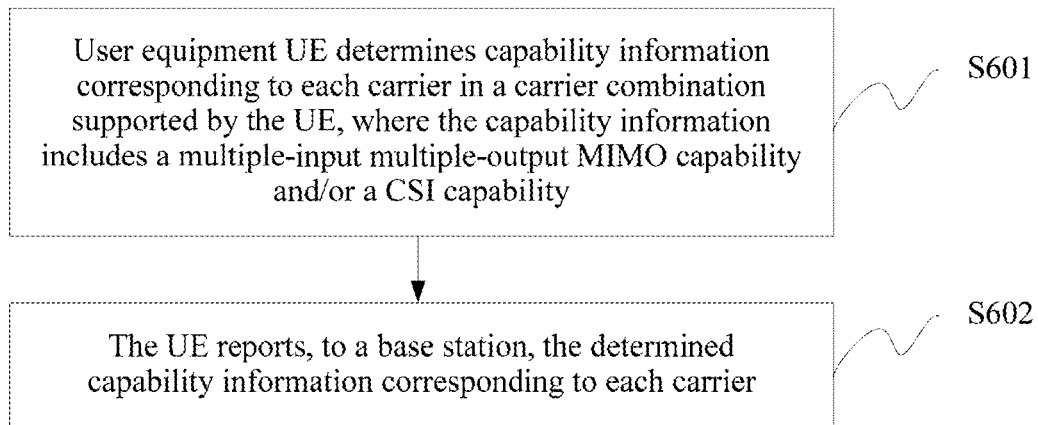 User equipment UE determines capability information
corresponding to each carrier in a carrier combination
supported by the UE, where the capability information
includes a multiple-input multiple-output MIMO capability
and/or a CSI capability
S601
The UE reports, to a base station, the determined
capability information corresponding to each carrier
S602